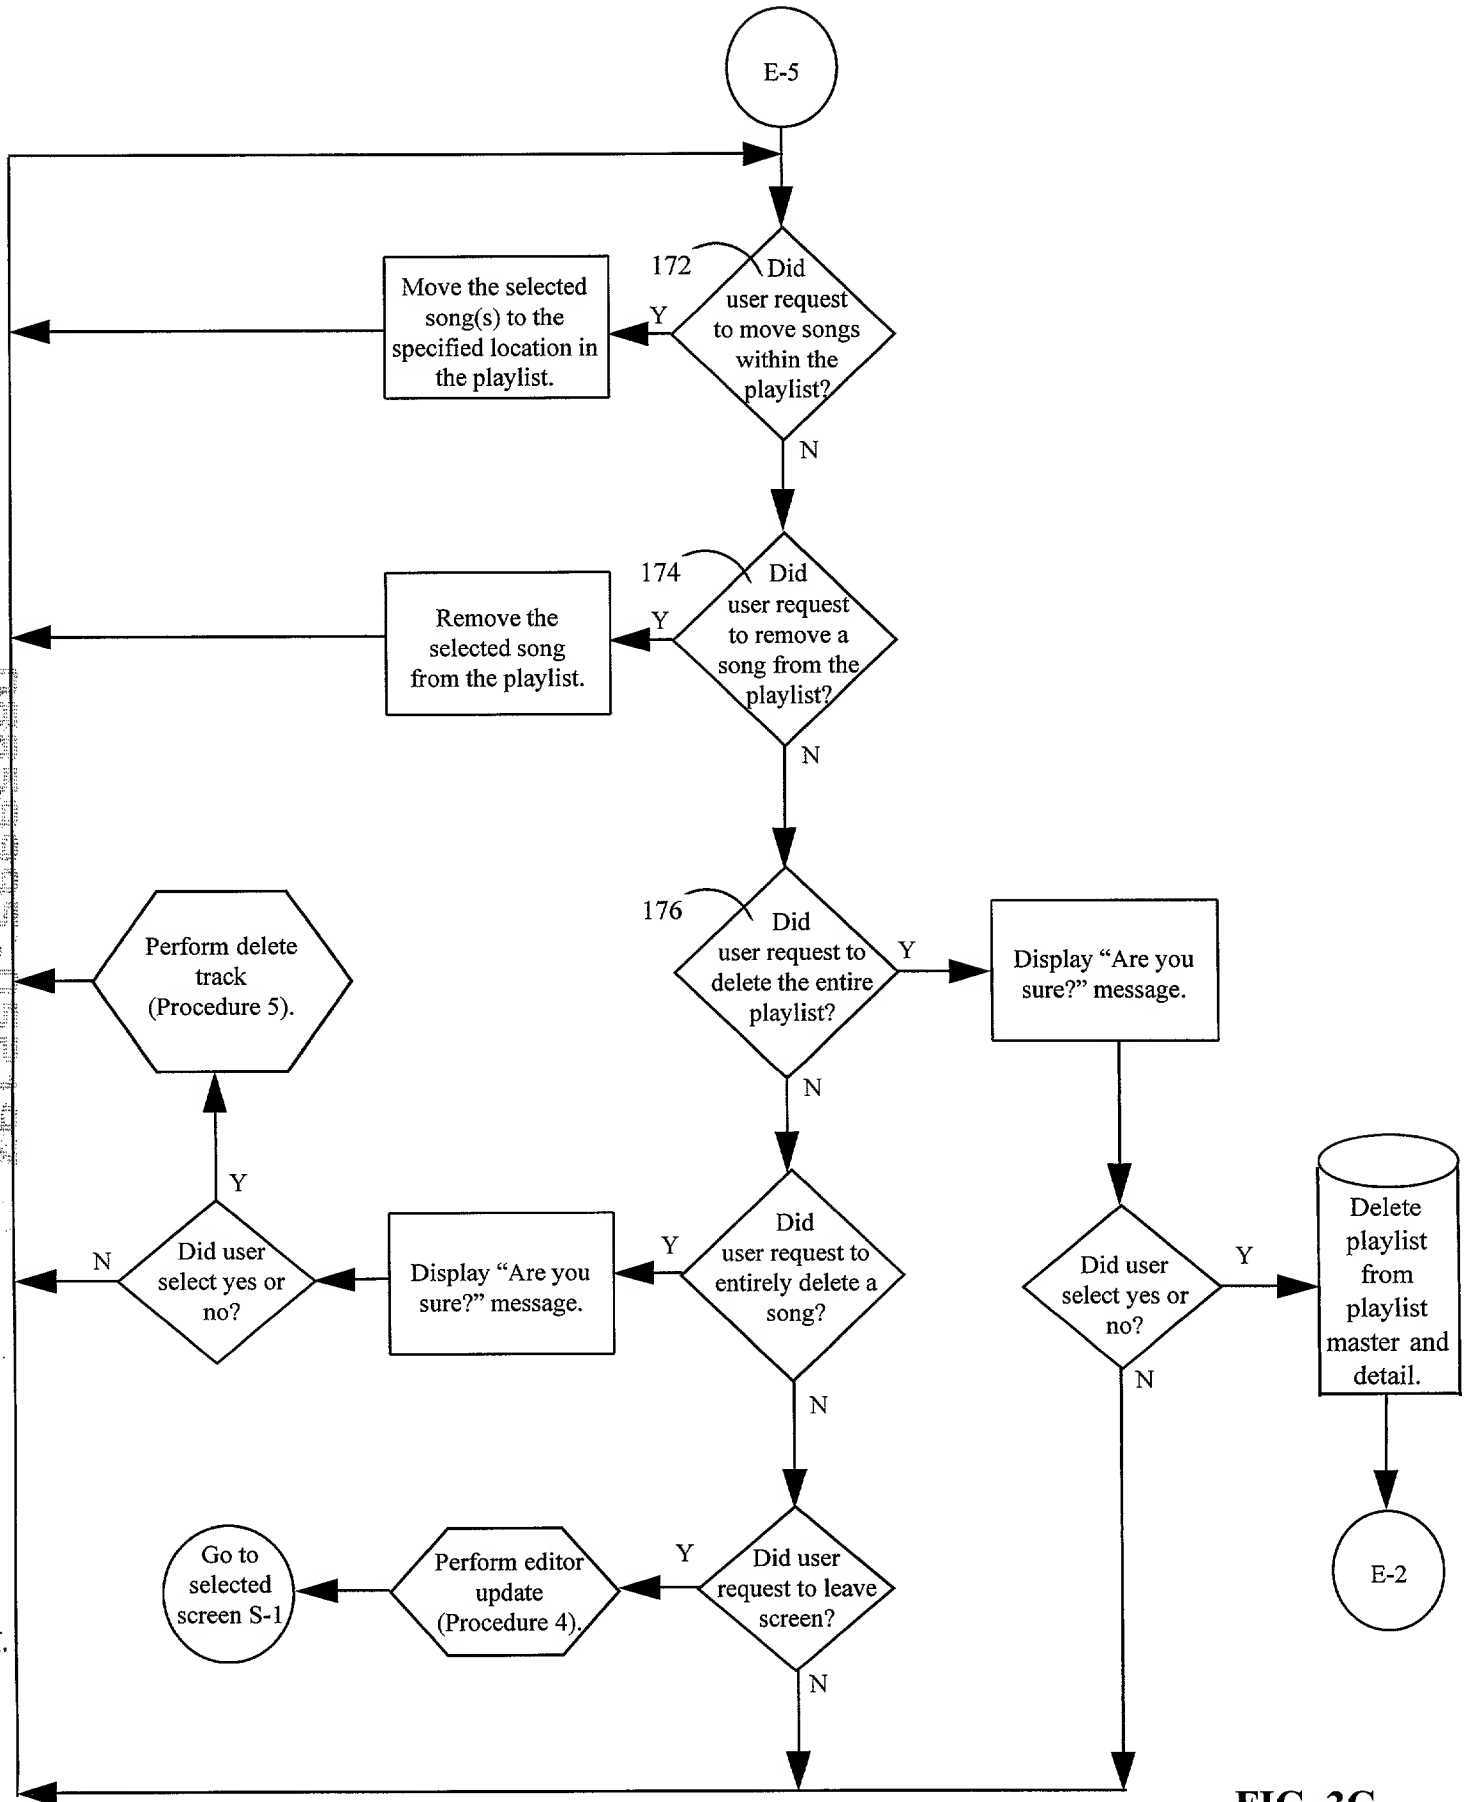 E-5
172
Did
user request
to move songs
within the
playlist?
Y
Move the selected
song(s) to the
specified location in
the playlist.
N
174
Did
user request
to remove a
song from the
playlist?
Y
Remove the
selected song
from the playlist.
N
176
Did
user request to
delete the entire
playlist?
Y
Display “Are you
sure?” message.
Perform delete
track
(Procedure 5).
N
Did
user request to
entirely delete a
song?
Y
Display “Are you
sure?” message.
Did user
select yes or
no?
Y
N
Did user
select yes or
no?
Y
N
Delete
playlist
from
playlist
master and
detail.
E-2
N
Did user
request to leave
screen?
Y
Perform editor
update
(Procedure 4).
Go to
selected
screen S-1
N